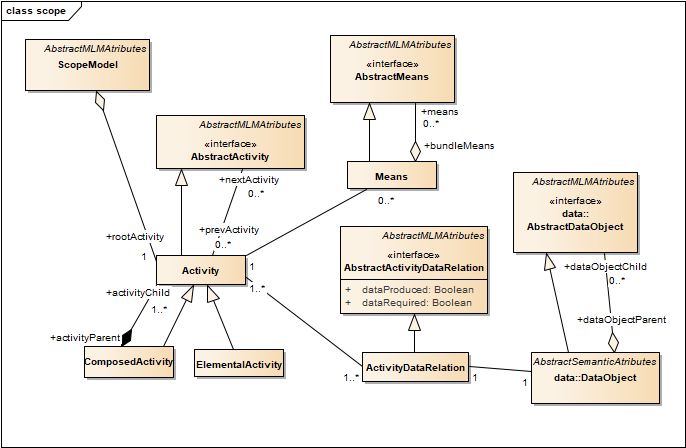 class scope
AbstractMLMAtributes
ScopeModel
AbstractMLMAtributes
«interface»
AbstractMeans
AbstractMLMAtributes
«interface»
AbstractActivity
+means
0..*
+bundleMeans
Means
0..*
+nextActivity
0..*
AbstractMLMAtributes
«interface»
data::
AbstractDataObject
+rootActivity
1
+prevActivity
0..*
AbstractMLMAtributes
«interface»
AbstractActivityDataRelation
+ dataProduced: Boolean
+ dataRequired: Boolean
Activity
1
1..*
+dataObjectChild
0..*
+activityChild
1..*
+activityParent
+dataObjectParent
ComposedActivity
ElementalActivity
1..*
ActivityDataRelation
1
1
AbstractSemanticAtributes
data::DataObject